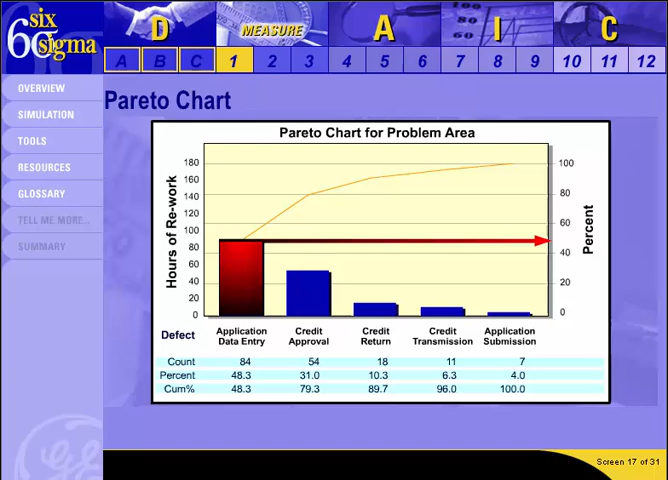 six
6σ sigma
D
MEASURE
A
I
C
A B C 1 2 3 4 5 6 7 8 9 10 11 12
OVERVIEW
SIMULATION
TOOLS
RESOURCES
GLOSSARY
TELL ME MORE...
SUMMARY
Pareto Chart
Pareto Chart for Problem Area
Hours of Re-work
180
160
140
120
100
80
60
40
20
0
100
80
60
40
20
0
Percent
Defect
Application Data Entry
Credit Approval
Credit Return
Credit Transmission
Application Submission
Count 84 54 18 11 7
Percent 48.3 31.0 10.3 6.3 4.0
Cum% 48.3 79.3 89.7 96.0 100.0
Screen 17 of 31